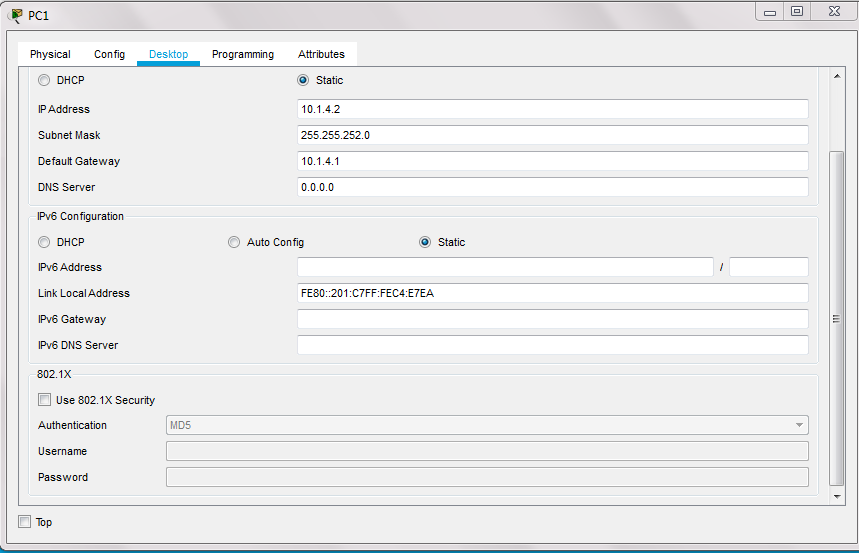 PC1
Physical Config Desktop Programming Attributes
DHCP Static
IP Address 10.1.4.2
Subnet Mask 255.255.252.0
Default Gateway 10.1.4.1
DNS Server 0.0.0.0
IPv6 Configuration
DHCP Auto Config Static
IPv6 Address /
Link Local Address FE80::201:C7FF:FEC4:E7EA
IPv6 Gateway
IPv6 DNS Server
802.1X
Use 802.1X Security
Authentication MD5
Username
Password
Top